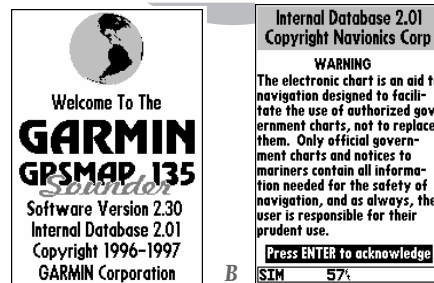 Welcome To The
GARMIN
GPSMAP 135
Sounder
Software Version 2.30
Internal Database 2.01
Copyright 1996-1997
GARMIN Corporation
B
Internal Database 2.01
Copyright Navionics Corp
WARNING
The electronic chart is an aid t
navigation designed to facili-
tate the use of authorized gov
ernment charts, not to replace
them. Only official govern-
ment charts and notices to
mariners contain all informa-
tion needed for the safety of
navigation, and as always, the
user is responsible for their
prudent use.
Press ENTER to acknowledge
SIM 57